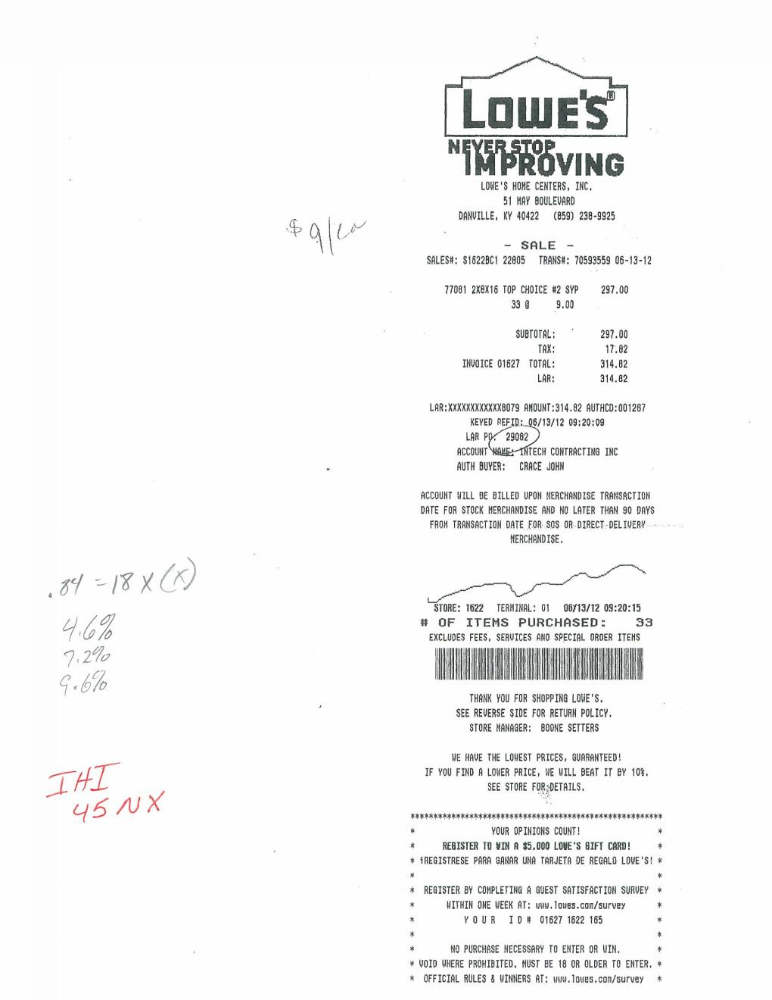 LOWE'S®
NEVER STOP
IMPROVING
LOWE'S HOME CENTERS, INC.
51 MAY BOULEVARD
DANVILLE, KY 40422 (859) 238-9925
$9/ea
- SALE -
SALES#: S1622BC1 22805 TRANS#: 70593559 06-13-12
77081 2X8X16 TOP CHOICE #2 SYP 297.00
33 @ 9.00
SUBTOTAL: 297.00
TAX: 17.82
INVOICE 01627 TOTAL: 314.82
LAR: 314.82
LAR:XXXXXXXXXXXX8079 AMOUNT:314.82 AUTHCD:001287
KEYED REFID: 06/13/12 09:20:09
LAR PO: 29082
ACCOUNT NAME: INTECH CONTRACTING INC
AUTH BUYER: CRACE JOHN
ACCOUNT WILL BE BILLED UPON MERCHANDISE TRANSACTION
DATE FOR STOCK MERCHANDISE AND NO LATER THAN 90 DAYS
FROM TRANSACTION DATE FOR SOS OR DIRECT DELIVERY
MERCHANDISE.
.84 = 18 X (X)
4.6%
7.2%
9.6%
STORE: 1622 TERMINAL: 01 06/13/12 09:20:15
# OF ITEMS PURCHASED: 33
EXCLUDES FEES, SERVICES AND SPECIAL ORDER ITEMS
THANK YOU FOR SHOPPING LOWE'S.
SEE REVERSE SIDE FOR RETURN POLICY.
STORE MANAGER: BOONE SETTERS
WE HAVE THE LOWEST PRICES, GUARANTEED!
IF YOU FIND A LOWER PRICE, WE WILL BEAT IT BY 10%.
SEE STORE FOR DETAILS.
IHI
45 NX
***********************************************************
* YOUR OPINIONS COUNT! *
* REGISTER TO WIN A $5,000 LOWE'S GIFT CARD! *
* ¡REGISTRESE PARA GANAR UNA TARJETA DE REGALO LOWE'S! *
* *
* REGISTER BY COMPLETING A GUEST SATISFACTION SURVEY *
* WITHIN ONE WEEK AT: www.lowes.com/survey *
* Y O U R I D # 01627 1622 165 *
* *
* NO PURCHASE NECESSARY TO ENTER OR WIN. *
* VOID WHERE PROHIBITED. MUST BE 18 OR OLDER TO ENTER. *
* OFFICIAL RULES & WINNERS AT: www.lowes.com/survey *